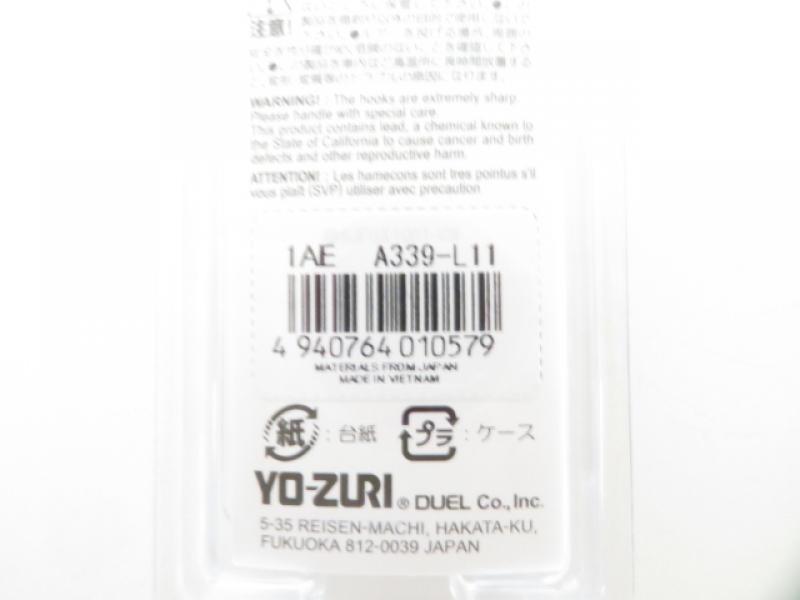 注意!
WARNING! : The hooks are extremely sharp.
Please handle with special care.
This product contains lead, a chemical known to
the State of California to cause cancer and birth
defects and other reproductive harm.
ATTENTION! : Les hamecons sont tres pointus s'il
vous plaît (SVP) utiliser avec precaution
1AE A339-L11
4 940764 010579
MATERIALS FROM JAPAN
MADE IN VIETNAM
紙 : 台紙 プラ : ケース
YO-ZURI ® DUEL Co., Inc.
5-35 REISEN-MACHI, HAKATA-KU,
FUKUOKA 812-0039 JAPAN